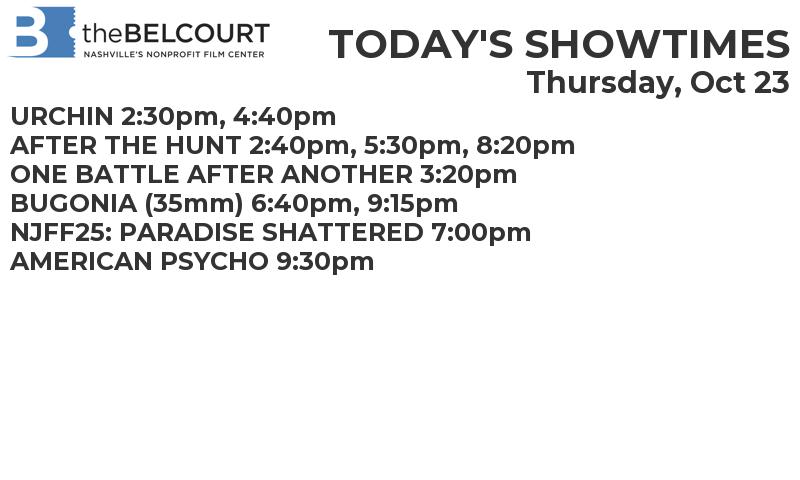 B theBELCOURT
NASHVILLE'S NONPROFIT FILM CENTER
TODAY'S SHOWTIMES
Thursday, Oct 23
URCHIN 2:30pm, 4:40pm
AFTER THE HUNT 2:40pm, 5:30pm, 8:20pm
ONE BATTLE AFTER ANOTHER 3:20pm
BUGONIA (35mm) 6:40pm, 9:15pm
NJFF25: PARADISE SHATTERED 7:00pm
AMERICAN PSYCHO 9:30pm